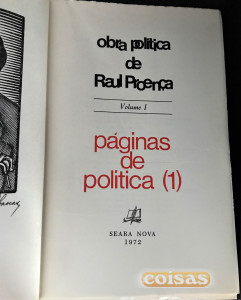 obra politica
de
Raul Proença
Volume I
páginas
de
politica (1)
SEARA NOVA
1972
coisas